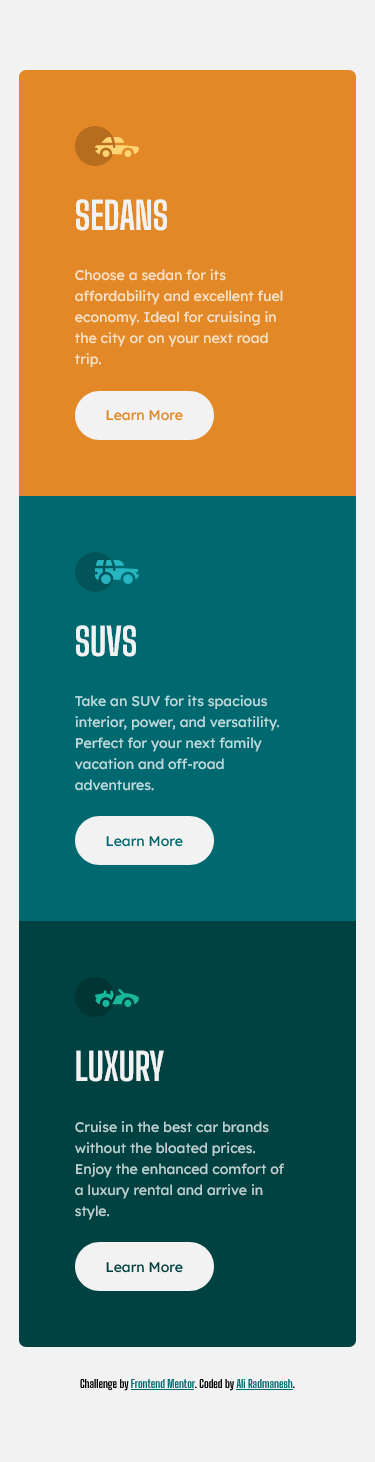 SEDANS
Choose a sedan for its
affordability and excellent fuel
economy. Ideal for cruising in
the city or on your next road
trip.
Learn More
SUVS
Take an SUV for its spacious
interior, power, and versatility.
Perfect for your next family
vacation and off-road
adventures.
Learn More
LUXURY
Cruise in the best car brands
without the bloated prices.
Enjoy the enhanced comfort of
a luxury rental and arrive in
style.
Learn More
Challenge by Frontend Mentor. Coded by Ali Radmanesh.